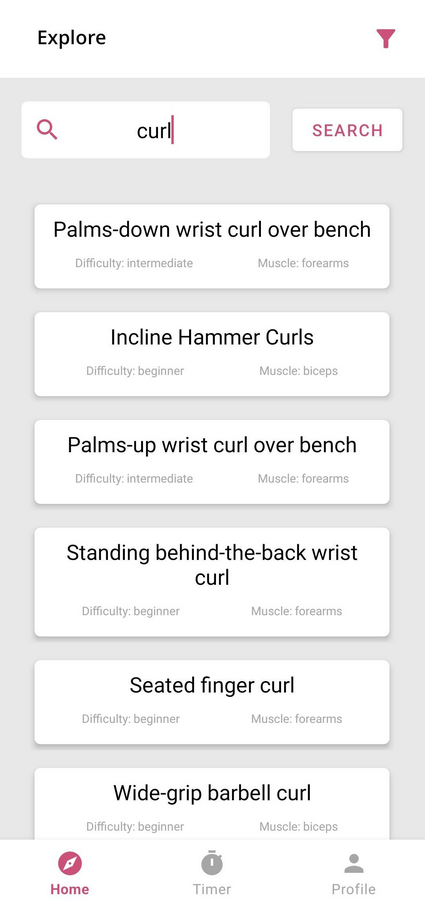 Explore
curl
SEARCH
Palms-down wrist curl over bench
Difficulty: intermediate Muscle: forearms
Incline Hammer Curls
Difficulty: beginner Muscle: biceps
Palms-up wrist curl over bench
Difficulty: intermediate Muscle: forearms
Standing behind-the-back wrist
curl
Difficulty: beginner Muscle: forearms
Seated finger curl
Difficulty: beginner Muscle: forearms
Wide-grip barbell curl
Difficulty: beginner Muscle: biceps
Home Timer Profile